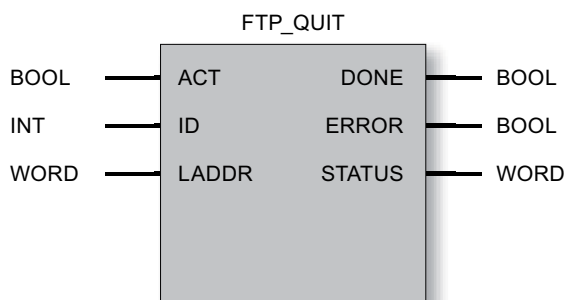 FTP_QUIT
BOOL ACT DONE BOOL
INT ID ERROR BOOL
WORD LADDR STATUS WORD